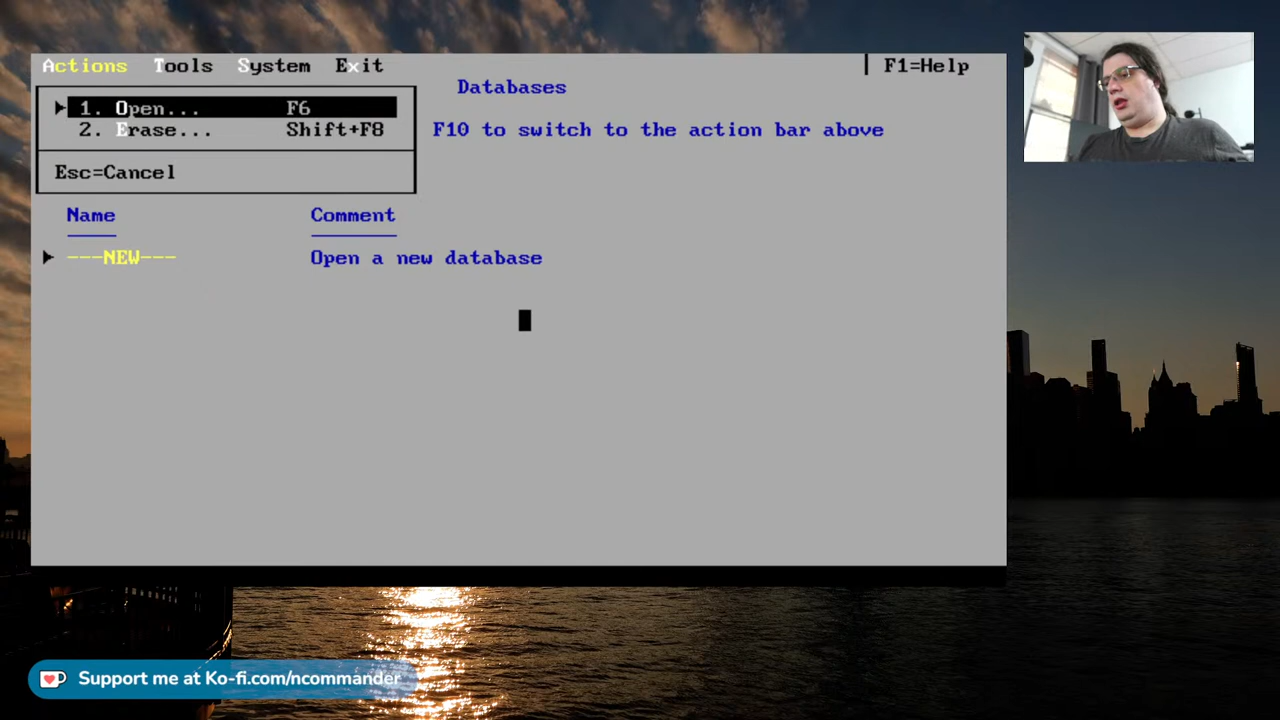 Actions Tools System Exit | F1=Help
Databases
1. Open... F6
2. Erase... Shift+F8
F10 to switch to the action bar above
Esc=Cancel
Name Comment
---NEW--- Open a new database
Support me at Ko-fi.com/ncommander